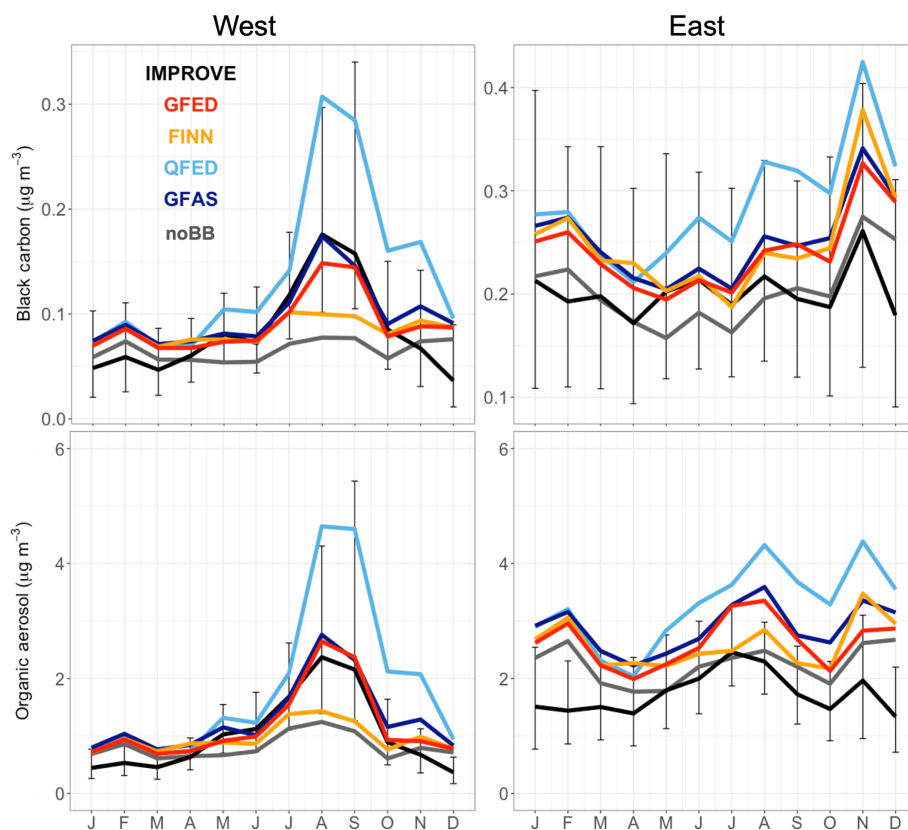 West East
Black carbon (μg m⁻³)
0.3
0.2
0.1
0.0
IMPROVE
GFED
FINN
QFED
GFAS
noBB
0.4
0.3
0.2
0.1
Organic aerosol (μg m⁻³)
6
4
2
0
6
4
2
0
J F M A M J J A S O N D
J F M A M J J A S O N D